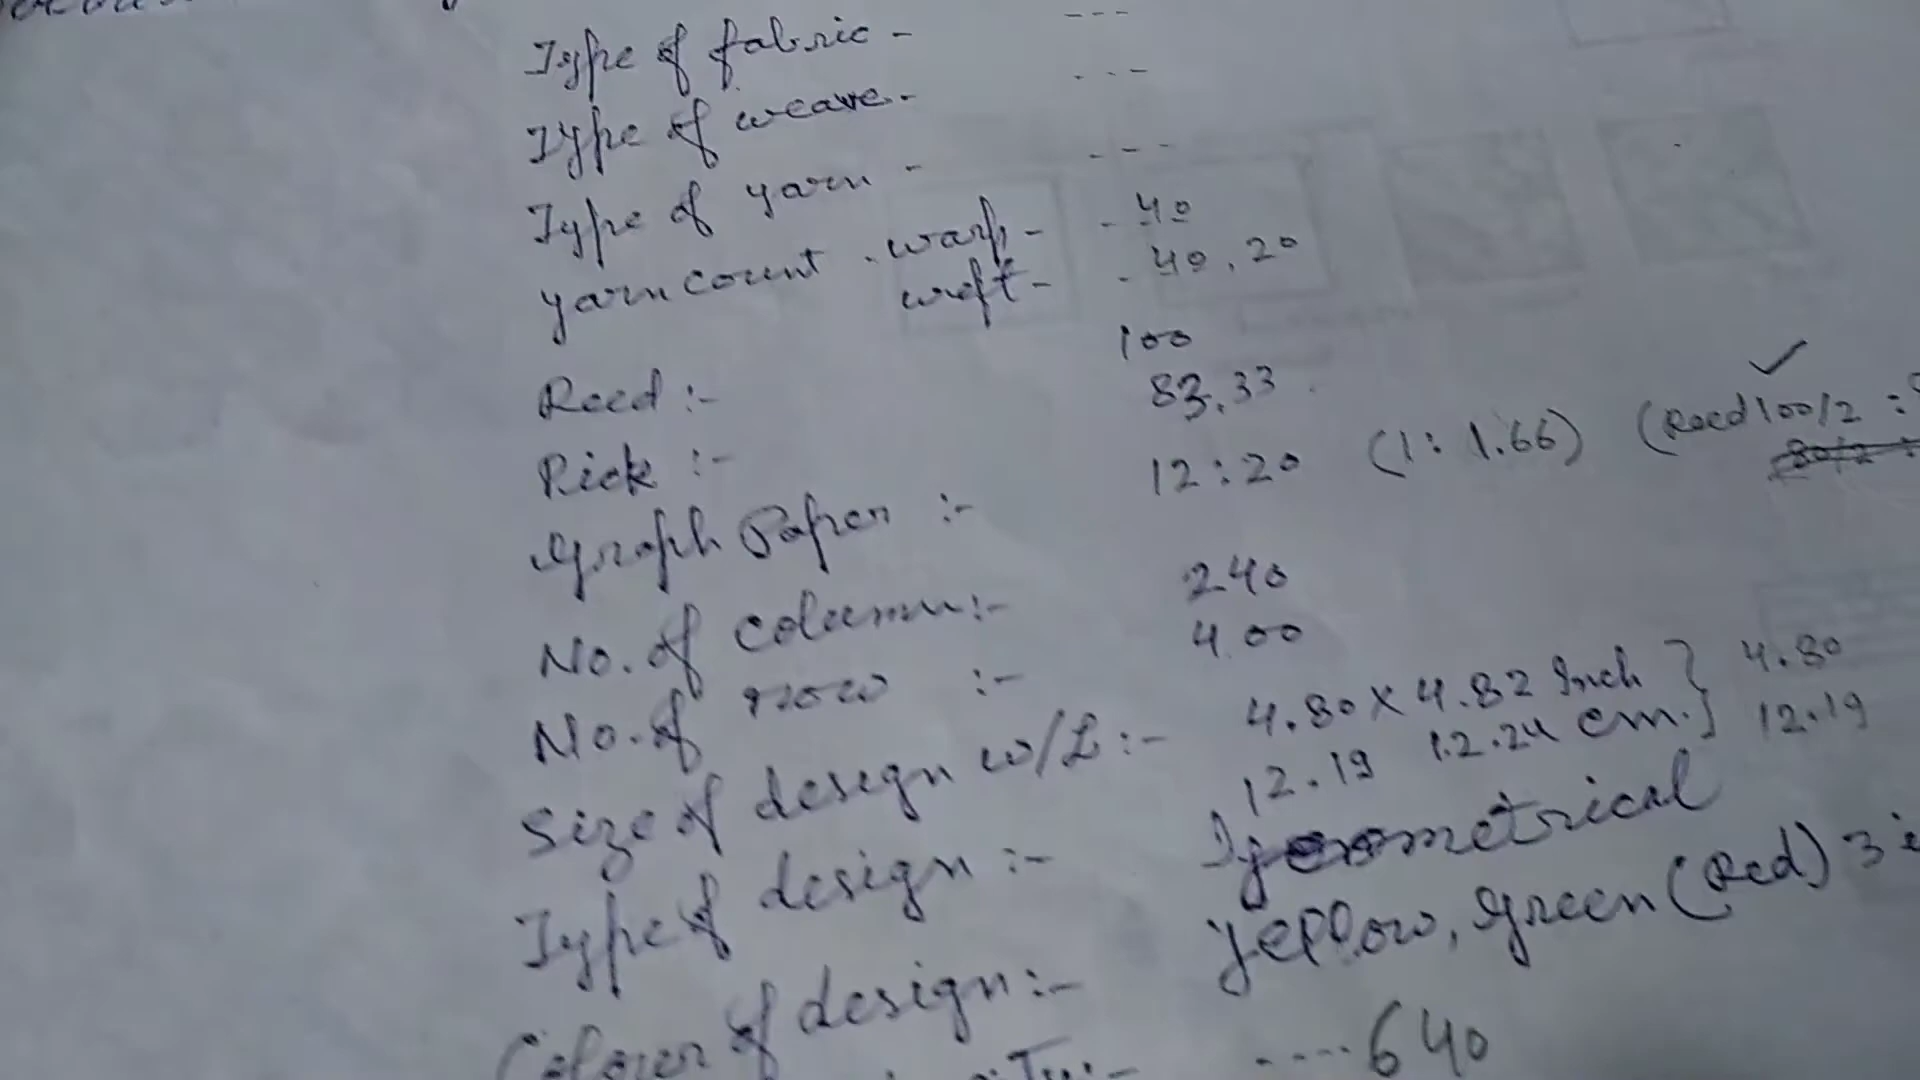 Type of fabric - ---
Type of weave - ---
Type of yarn - ---
yarn count . warp - - 40
weft - - 40, 20
Reed :- 100
Pick :- 83.33
Graph Paper :- 12:20 (1: 1.66) (Reed 100/2 :
No. of column:- 240
No. of row :- 400
Size of design w/L :- 4.80 x 4.82 Inch } 4.80
12.19 12.24 cm. } 12.19
Type of design :- Geometrical
Colour of design:- Yellow, Green (Red) 3
---- 640